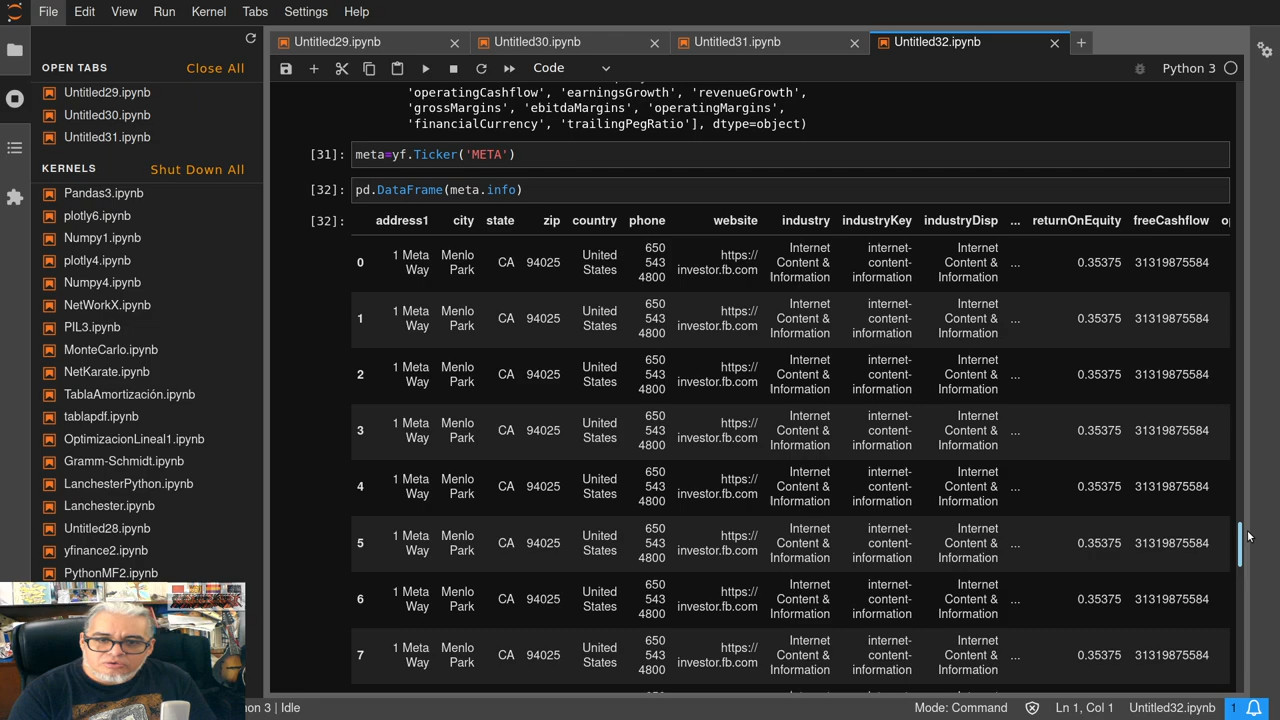 File Edit View Run Kernel Tabs Settings Help
OPEN TABS Close All
Untitled29.ipynb
Untitled30.ipynb
Untitled31.ipynb
KERNELS Shut Down All
Pandas3.ipynb
plotly6.ipynb
Numpy1.ipynb
plotly4.ipynb
Numpy4.ipynb
NetWorkX.ipynb
PIL3.ipynb
MonteCarlo.ipynb
NetKarate.ipynb
TablaAmortización.ipynb
tablapdf.ipynb
OptimizacionLineal1.ipynb
Gramm-Schmidt.ipynb
LanchesterPython.ipynb
Lanchester.ipynb
Untitled28.ipynb
yfinance2.ipynb
PythonMF2.ipynb
Untitled29.ipynb Untitled30.ipynb Untitled31.ipynb Untitled32.ipynb
Code Python 3
'operatingCashflow', 'earningsGrowth', 'revenueGrowth',
'grossMargins', 'ebitdaMargins', 'operatingMargins',
'financialCurrency', 'trailingPegRatio'], dtype=object)
[31]: meta=yf.Ticker('META')
[32]: pd.DataFrame(meta.info)
[32]: address1 city state zip country phone website industry industryKey industryDisp ... returnOnEquity freeCashflow
0 1 Meta Way Menlo Park CA 94025 United States 650 543 4800 https://investor.fb.com Internet Content & Information internet-content-information Internet Content & Information ... 0.35375 31319875584
1 1 Meta Way Menlo Park CA 94025 United States 650 543 4800 https://investor.fb.com Internet Content & Information internet-content-information Internet Content & Information ... 0.35375 31319875584
2 1 Meta Way Menlo Park CA 94025 United States 650 543 4800 https://investor.fb.com Internet Content & Information internet-content-information Internet Content & Information ... 0.35375 31319875584
3 1 Meta Way Menlo Park CA 94025 United States 650 543 4800 https://investor.fb.com Internet Content & Information internet-content-information Internet Content & Information ... 0.35375 31319875584
4 1 Meta Way Menlo Park CA 94025 United States 650 543 4800 https://investor.fb.com Internet Content & Information internet-content-information Internet Content & Information ... 0.35375 31319875584
5 1 Meta Way Menlo Park CA 94025 United States 650 543 4800 https://investor.fb.com Internet Content & Information internet-content-information Internet Content & Information ... 0.35375 31319875584
6 1 Meta Way Menlo Park CA 94025 United States 650 543 4800 https://investor.fb.com Internet Content & Information internet-content-information Internet Content & Information ... 0.35375 31319875584
7 1 Meta Way Menlo Park CA 94025 United States 650 543 4800 https://investor.fb.com Internet Content & Information internet-content-information Internet Content & Information ... 0.35375 31319875584
on 3 | Idle Mode: Command Ln 1, Col 1 Untitled32.ipynb 1